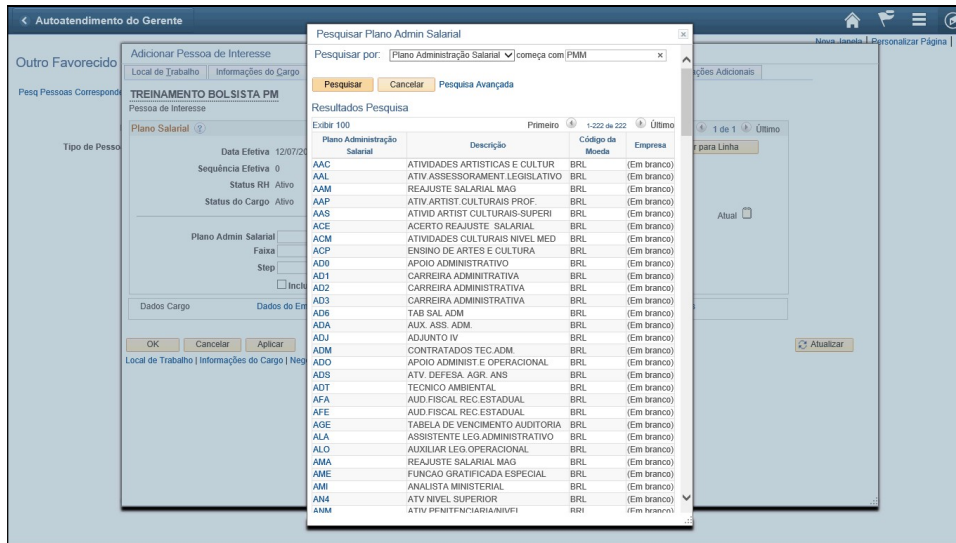 Autoatendimento do Gerente
Nova Janela | Personalizar Página |
Outro Favorecido
Pesq Pessoas Corresponde
Tipo de Pesso
Adicionar Pessoa de Interesse
Local de Trabalho Informações do Cargo ções Adicionais
TREINAMENTO BOLSISTA PM
Pessoa de Interesse
Plano Salarial 1 de 1 Último
Data Efetiva 12/07/20 r para Linha
Sequência Efetiva 0
Status RH Ativo
Status do Cargo Ativo
Atual
Plano Admin Salarial
Faixa
Step
Inclu
Dados Cargo Dados do Em
OK Cancelar Aplicar Atualizar
Local de Trabalho | Informações do Cargo | Neg
Pesquisar Plano Admin Salarial
Pesquisar por: Plano Administração Salarial começa com PMM
Pesquisar Cancelar Pesquisa Avançada
Resultados Pesquisa
Exibir 100 Primeiro 1-222 de 222 Último
Plano Administração Salarial Descrição Código da Moeda Empresa
AAC ATIVIDADES ARTISTICAS E CULTUR BRL (Em branco)
AAL ATIV.ASSESSORAMENT.LEGISLATIVO BRL (Em branco)
AAM REAJUSTE SALARIAL MAG BRL (Em branco)
AAP ATIV.ARTIST.CULTURAIS PROF. BRL (Em branco)
AAS ATIVID ARTIST CULTURAIS-SUPERI BRL (Em branco)
ACE ACERTO REAJUSTE SALARIAL BRL (Em branco)
ACM ATIVIDADES CULTURAIS NIVEL MED BRL (Em branco)
ACP ENSINO DE ARTES E CULTURA BRL (Em branco)
AD0 APOIO ADMINISTRATIVO BRL (Em branco)
AD1 CARREIRA ADMINITRATIVA BRL (Em branco)
AD2 CARREIRA ADMINISTRATIVA BRL (Em branco)
AD3 CARREIRA ADMINISTRATIVA BRL (Em branco)
AD6 TAB SAL ADM BRL (Em branco)
ADA AUX. ASS. ADM. BRL (Em branco)
ADJ ADJUNTO IV BRL (Em branco)
ADM CONTRATADOS TEC.ADM. BRL (Em branco)
ADO APOIO ADMINIST.E OPERACIONAL BRL (Em branco)
ADS ATV. DEFESA. AGR. ANS BRL (Em branco)
ADT TECNICO AMBIENTAL BRL (Em branco)
AFA AUD.FISCAL REC.ESTADUAL BRL (Em branco)
AFE AUD.FISCAL REC.ESTADUAL BRL (Em branco)
AGE TABELA DE VENCIMENTO AUDITORIA BRL (Em branco)
ALA ASSISTENTE LEG.ADMINISTRATIVO BRL (Em branco)
ALO AUXILIAR LEG.OPERACIONAL BRL (Em branco)
AMA REAJUSTE SALARIAL MAG BRL (Em branco)
AME FUNCAO GRATIFICADA ESPECIAL BRL (Em branco)
AMI ANALISTA MINISTERIAL BRL (Em branco)
AN4 ATV NIVEL SUPERIOR BRL (Em branco)
ANM ATIV PENITENCIARIA/NIVEL BRL (Em branco)